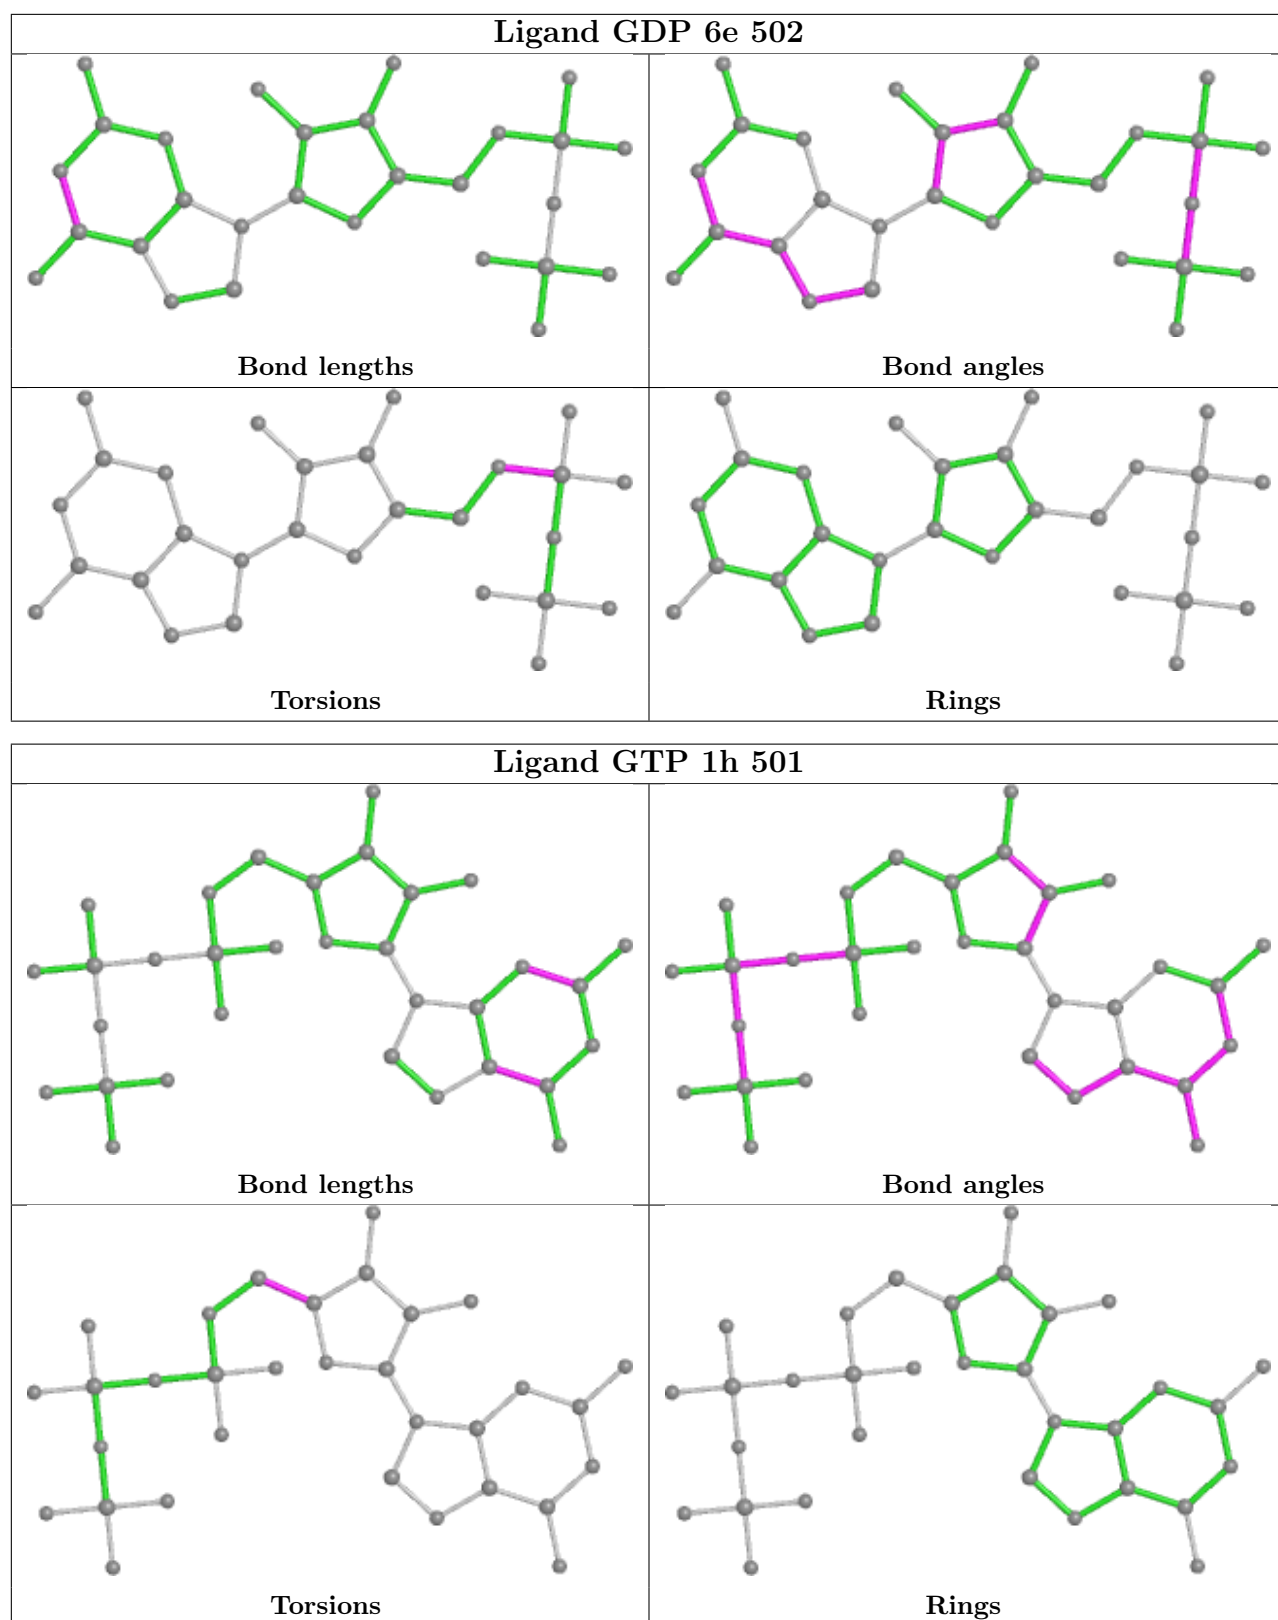 Ligand GDP 6e 502
Bond lengths
Bond angles
Torsions
Rings
Ligand GTP 1h 501
Bond lengths
Bond angles
Torsions
Rings